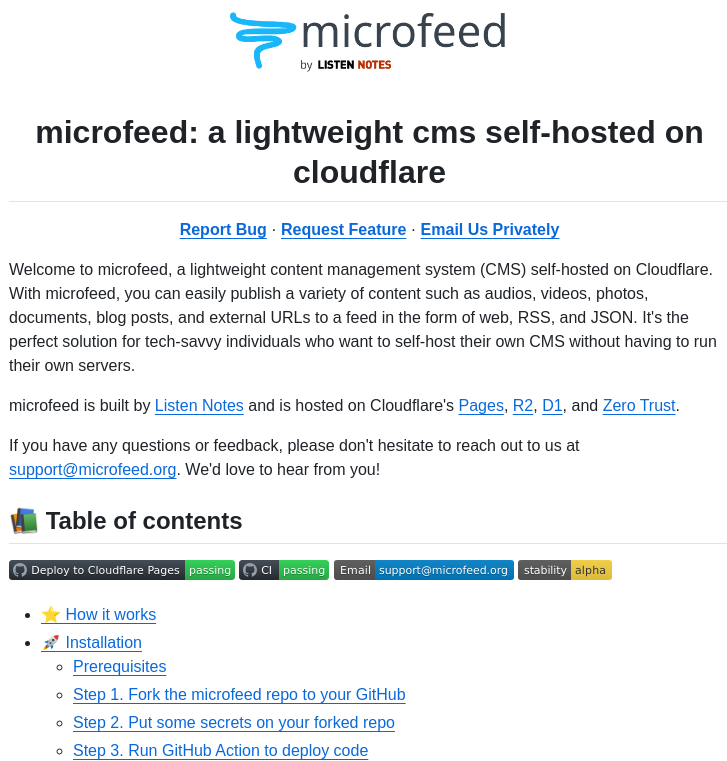 microfeed
by LISTEN NOTES
microfeed: a lightweight cms self-hosted on
cloudflare
Report Bug · Request Feature · Email Us Privately
Welcome to microfeed, a lightweight content management system (CMS) self-hosted on Cloudflare.
With microfeed, you can easily publish a variety of content such as audios, videos, photos,
documents, blog posts, and external URLs to a feed in the form of web, RSS, and JSON. It's the
perfect solution for tech-savvy individuals who want to self-host their own CMS without having to run
their own servers.
microfeed is built by Listen Notes and is hosted on Cloudflare's Pages, R2, D1, and Zero Trust.
If you have any questions or feedback, please don't hesitate to reach out to us at
support@microfeed.org. We'd love to hear from you!
📚 Table of contents
Deploy to Cloudflare Pages passing CI passing Email support@microfeed.org stability alpha
• ⭐ How it works
• 🚀 Installation
◦ Prerequisites
◦ Step 1. Fork the microfeed repo to your GitHub
◦ Step 2. Put some secrets on your forked repo
◦ Step 3. Run GitHub Action to deploy code